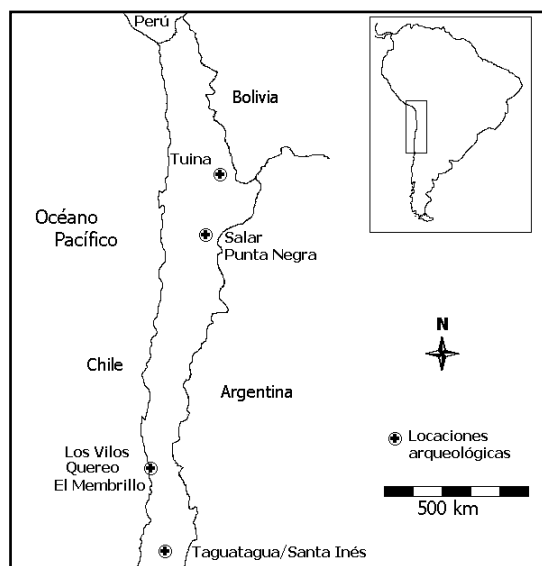 Perú
Bolivia
Tuina
Océano
Pacífico
Salar
Punta Negra
N
Chile
Argentina
Los Vilos
Quereo
El Membrillo
Locaciones
arqueológicas
500 km
Taguatagua/Santa Inés